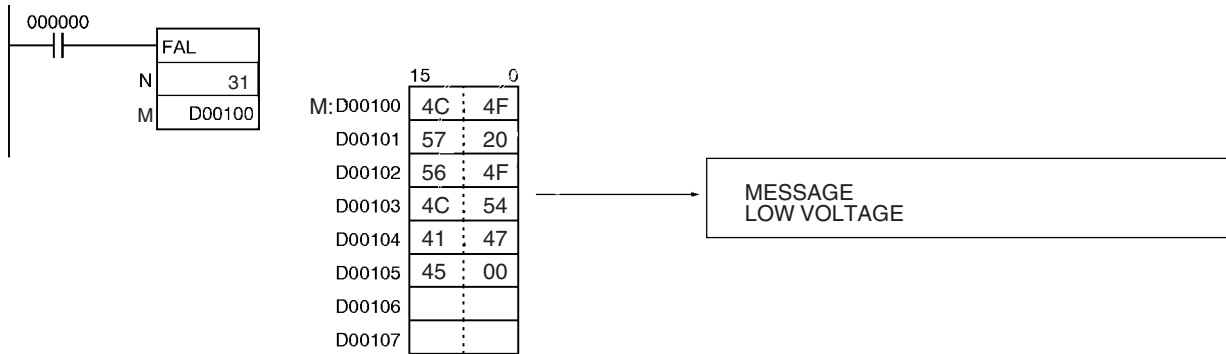 000000
FAL
N 31
M D00100
15 0
M: D00100 4C 4F
D00101 57 20
D00102 56 4F
D00103 4C 54
D00104 41 47
D00105 45 00
D00106
D00107
MESSAGE
LOW VOLTAGE